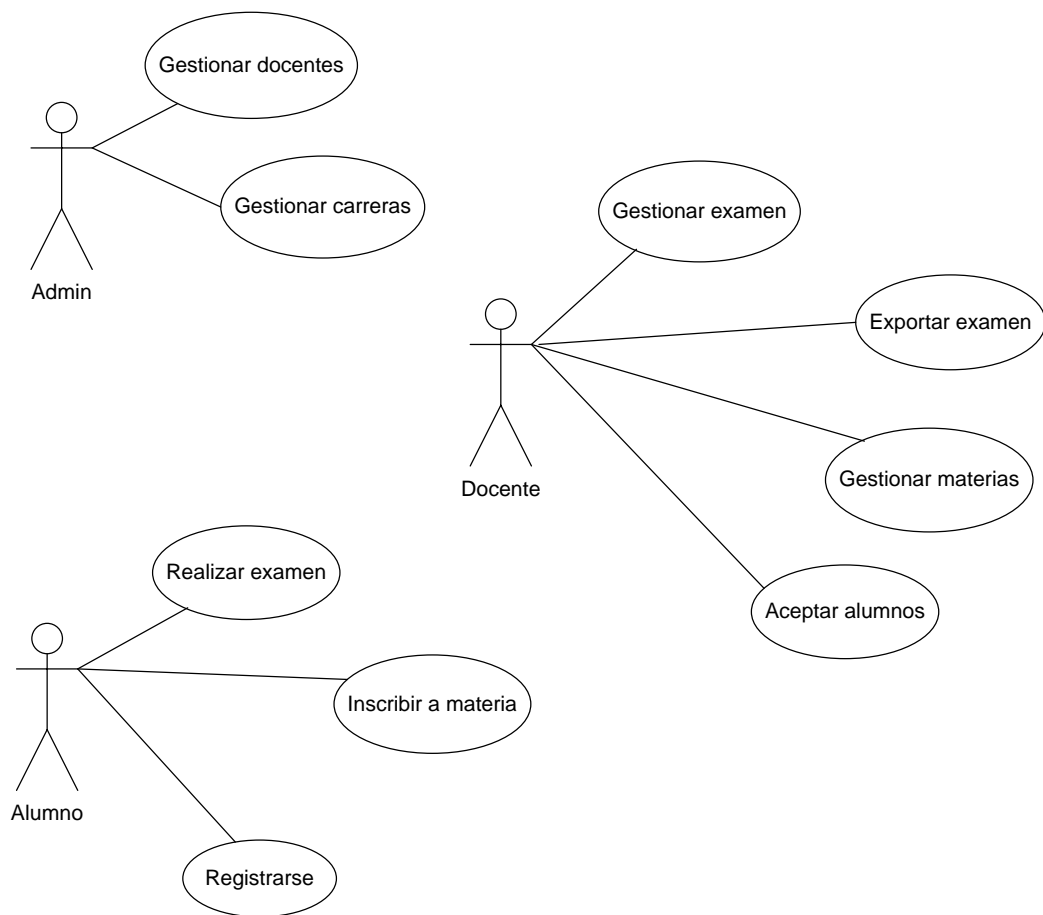 Gestionar docentes
Gestionar carreras
Admin
Gestionar examen
Exportar examen
Gestionar materias
Docente
Aceptar alumnos
Realizar examen
Inscribir a materia
Alumno
Registrarse